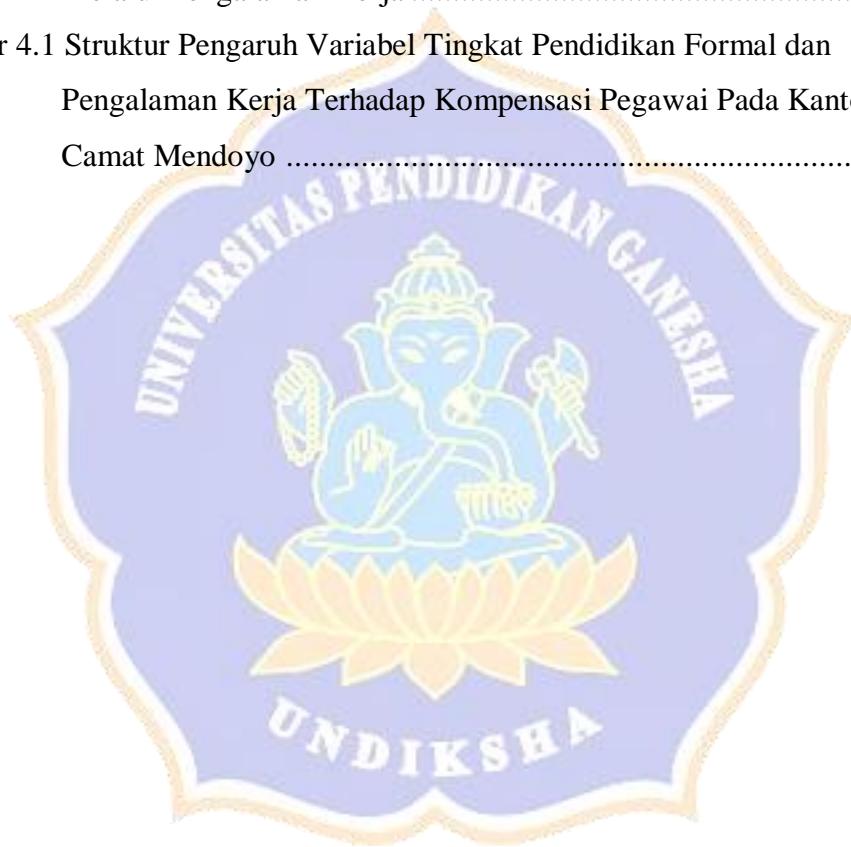 Pengalaman Kerja ........................................................
r 4.1 Struktur Pengaruh Variabel Tingkat Pendidikan Formal dan
Pengalaman Kerja Terhadap Kompensasi Pegawai Pada Kant
Camat Mendoyo ....................................................................
UNIVERSITAS PENDIDIKAN GANESHA
UNDIKSHA